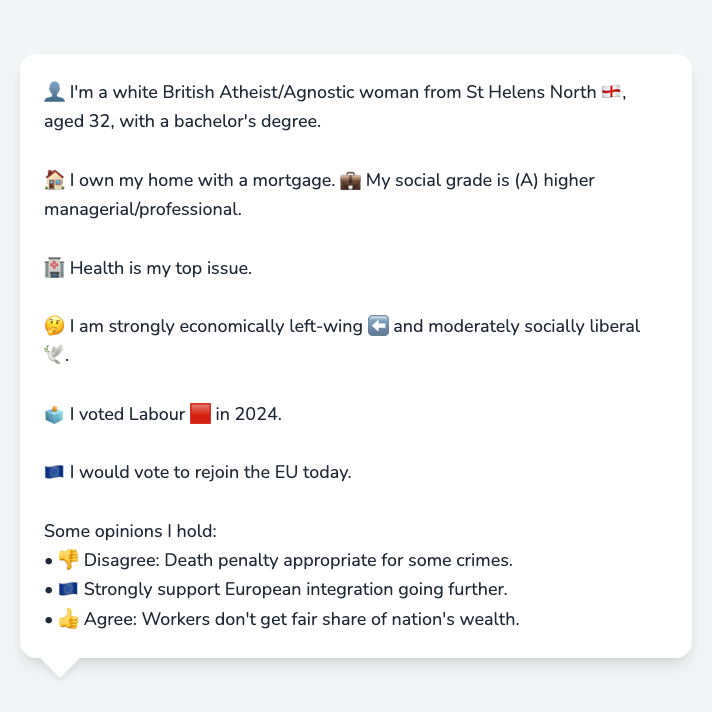 👤 I'm a white British Atheist/Agnostic woman from St Helens North 🏴󠁧󠁢󠁥󠁮󠁧󠁿,
aged 32, with a bachelor's degree.
🏠 I own my home with a mortgage. 💼 My social grade is (A) higher
managerial/professional.
🏥 Health is my top issue.
🤔 I am strongly economically left-wing ⬅️ and moderately socially liberal
🕊️.
🗳️ I voted Labour 🟥 in 2024.
🇪🇺 I would vote to rejoin the EU today.
Some opinions I hold:
• 👎 Disagree: Death penalty appropriate for some crimes.
• 🇪🇺 Strongly support European integration going further.
• 👍 Agree: Workers don't get fair share of nation's wealth.